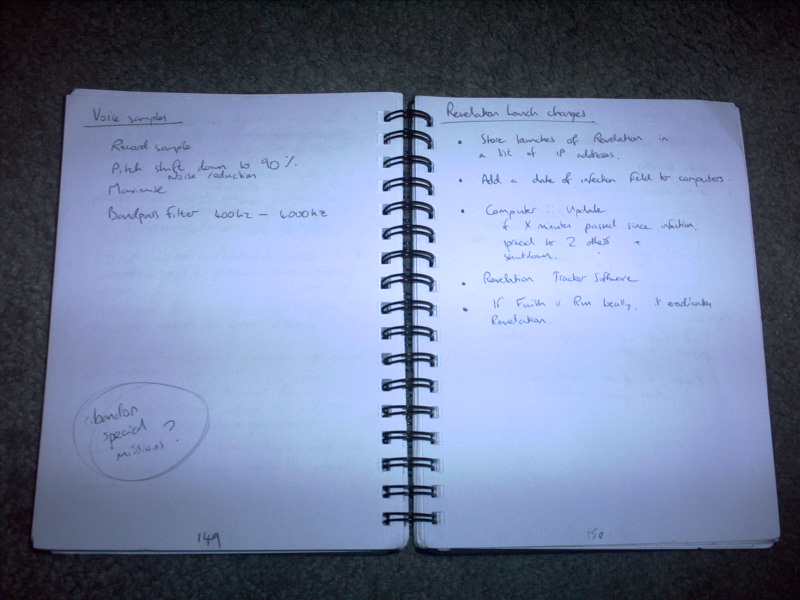 Voice samples
Record sample
Pitch shift down to 90%
Noise reduction
Maximise
Bandpass filter 400hz - 4000hz
abandon
special
missions?
149
Revelation Launch changes
• Store launches of Revelation in
a list of IP addresses.
• Add a date of infection field to computers
• Computer :: Update
if X minutes passed since infection,
spread to 2 others +
shutdown.
• Revelation Tracker Software
• If Faith is Run locally, it eradicates
Revelation.
150